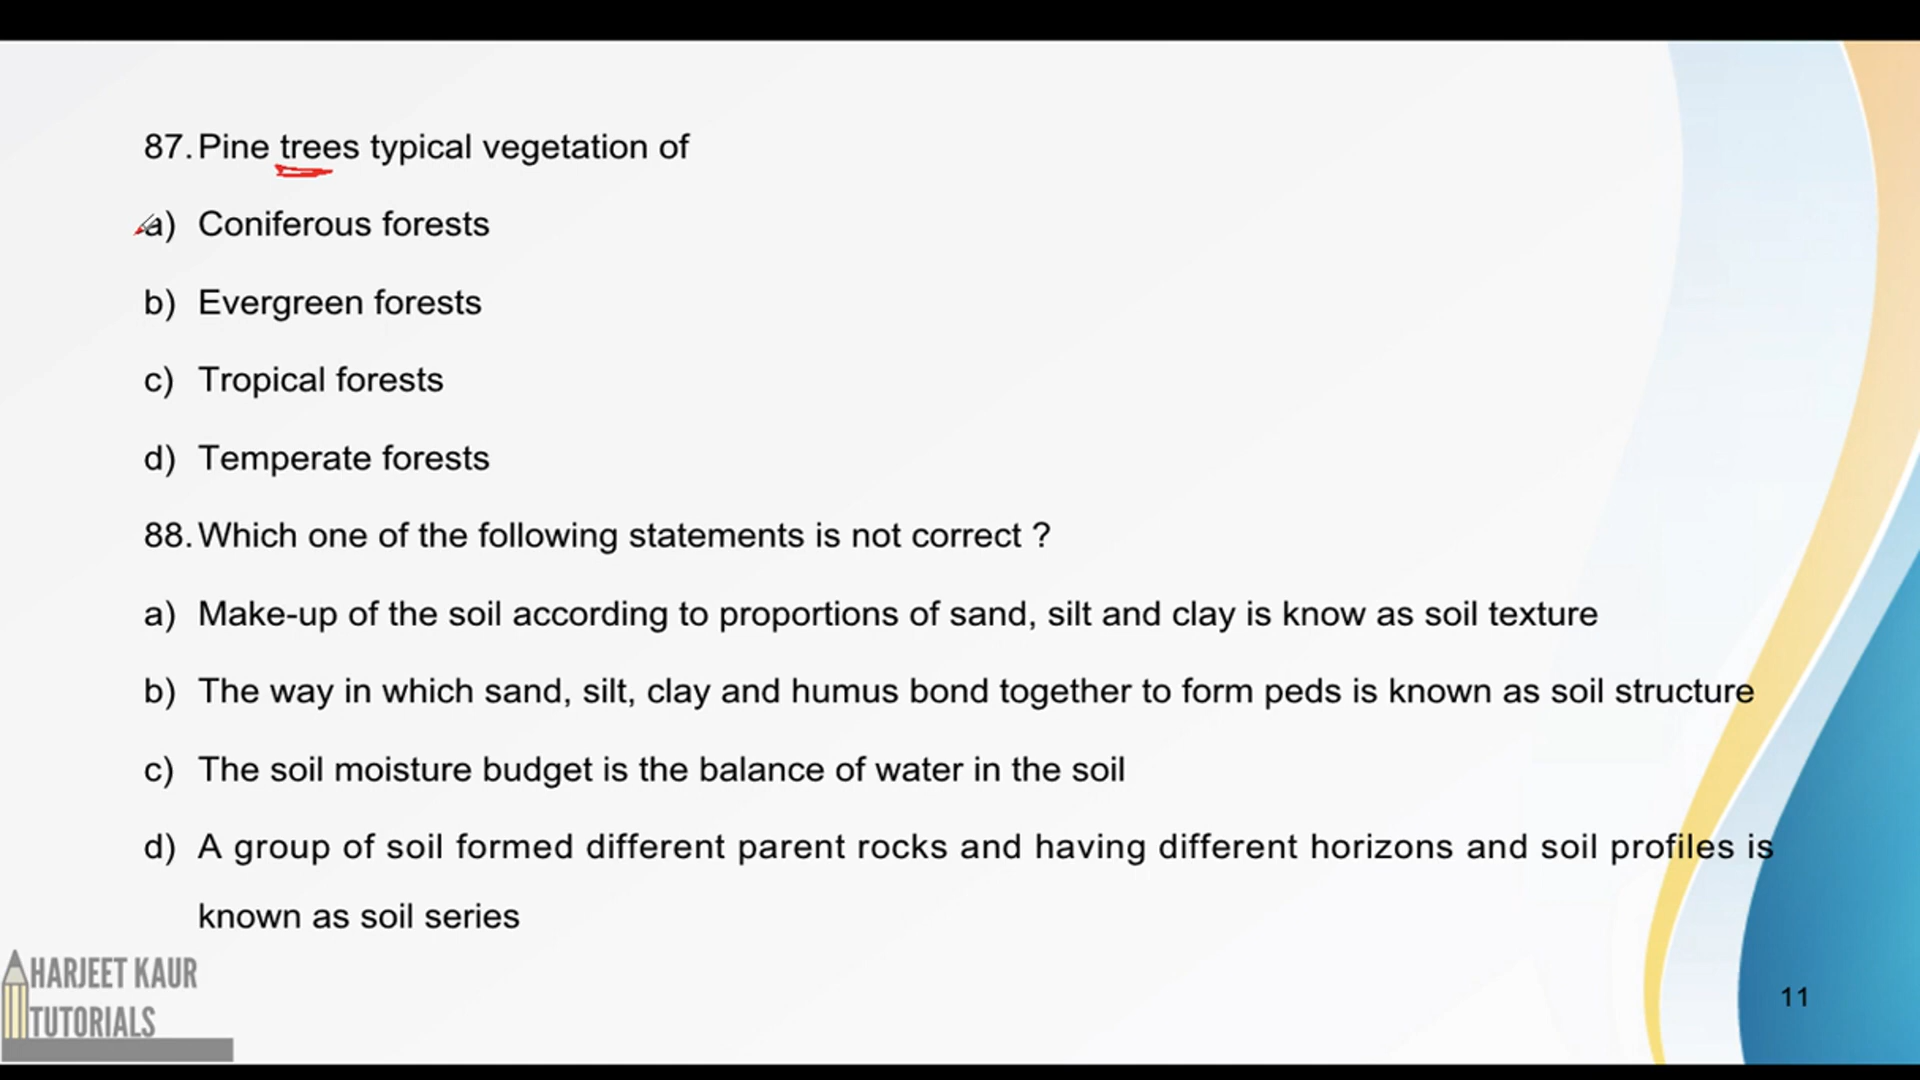 87. Pine trees typical vegetation of
a) Coniferous forests
b) Evergreen forests
c) Tropical forests
d) Temperate forests
88. Which one of the following statements is not correct ?
a) Make-up of the soil according to proportions of sand, silt and clay is know as soil texture
b) The way in which sand, silt, clay and humus bond together to form peds is known as soil structure
c) The soil moisture budget is the balance of water in the soil
d) A group of soil formed different parent rocks and having different horizons and soil profiles is
known as soil series
HARJEET KAUR
TUTORIALS
11